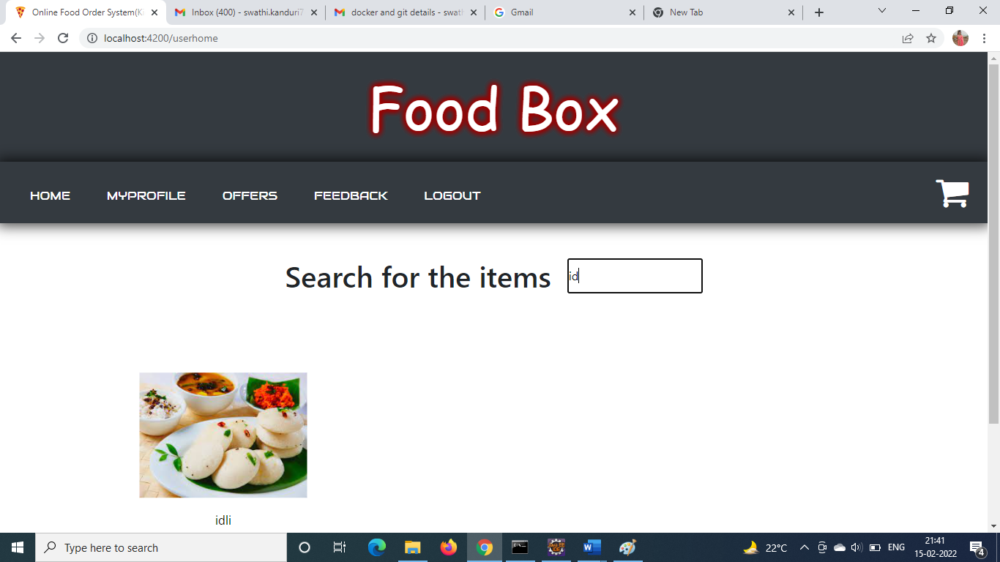 Online Food Order System(Ki
Inbox (400) - swathi.kanduri7
docker and git details - swath
Gmail
New Tab
localhost:4200/userhome
Food Box
HOME
MYPROFILE
OFFERS
FEEDBACK
LOGOUT
Search for the items
id
idli
Type here to search
22°C
ENG
21:41
15-02-2022
4